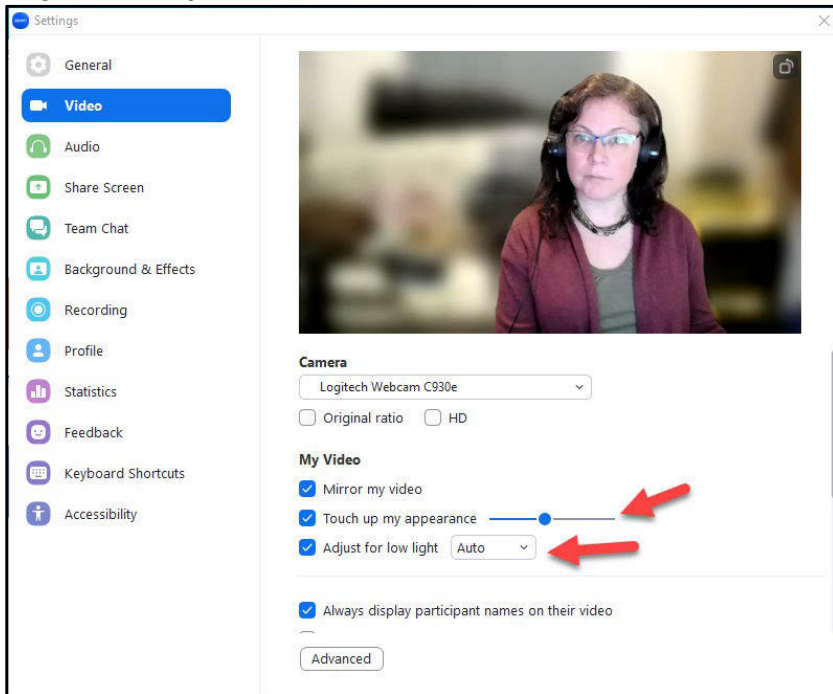 Settings
General
Video
Audio
Share Screen
Team Chat
Background & Effects
Recording
Profile
Statistics
Feedback
Keyboard Shortcuts
Accessibility
Camera
Logitech Webcam C930e
Original ratio HD
My Video
Mirror my video
Touch up my appearance
Adjust for low light Auto
Always display participant names on their video
Advanced